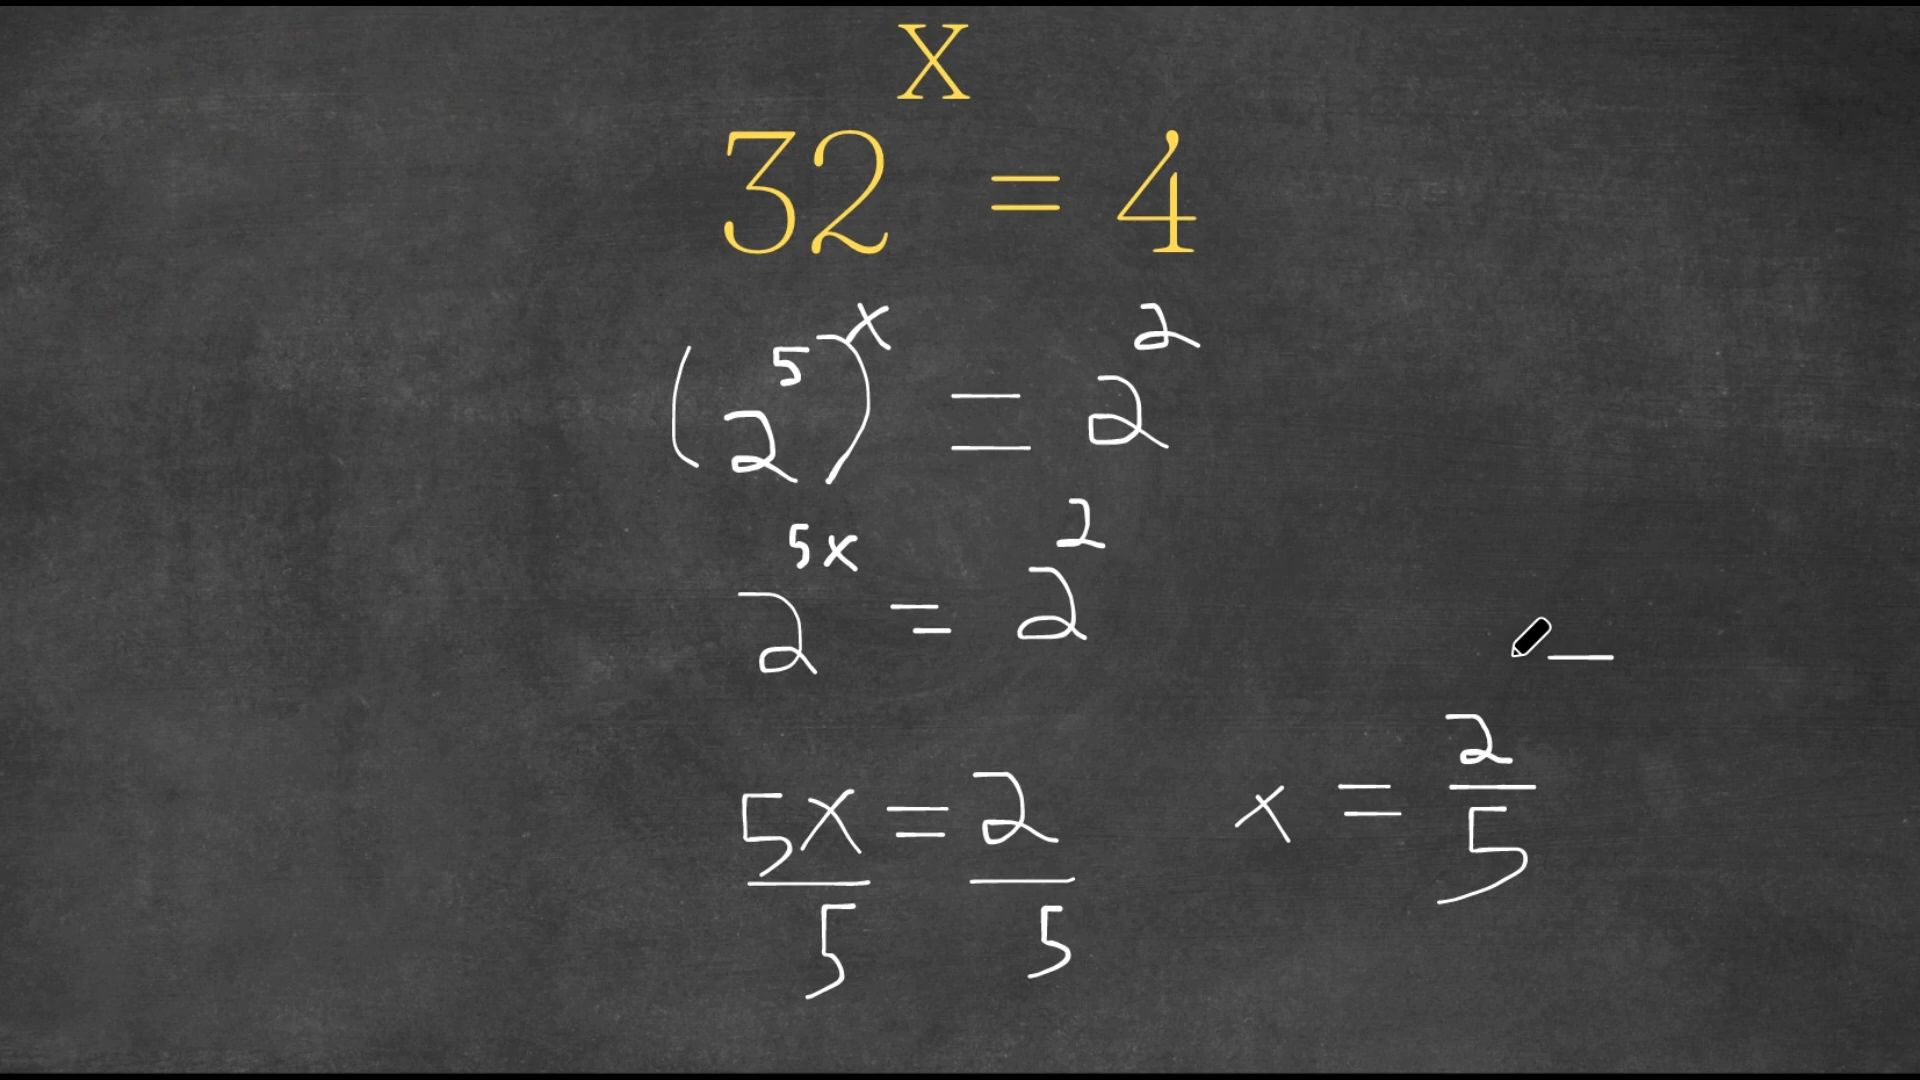 32^X = 4
(2^5)^x = 2^2
2^5x = 2^2
5x/5 = 2/5 x = 2/5